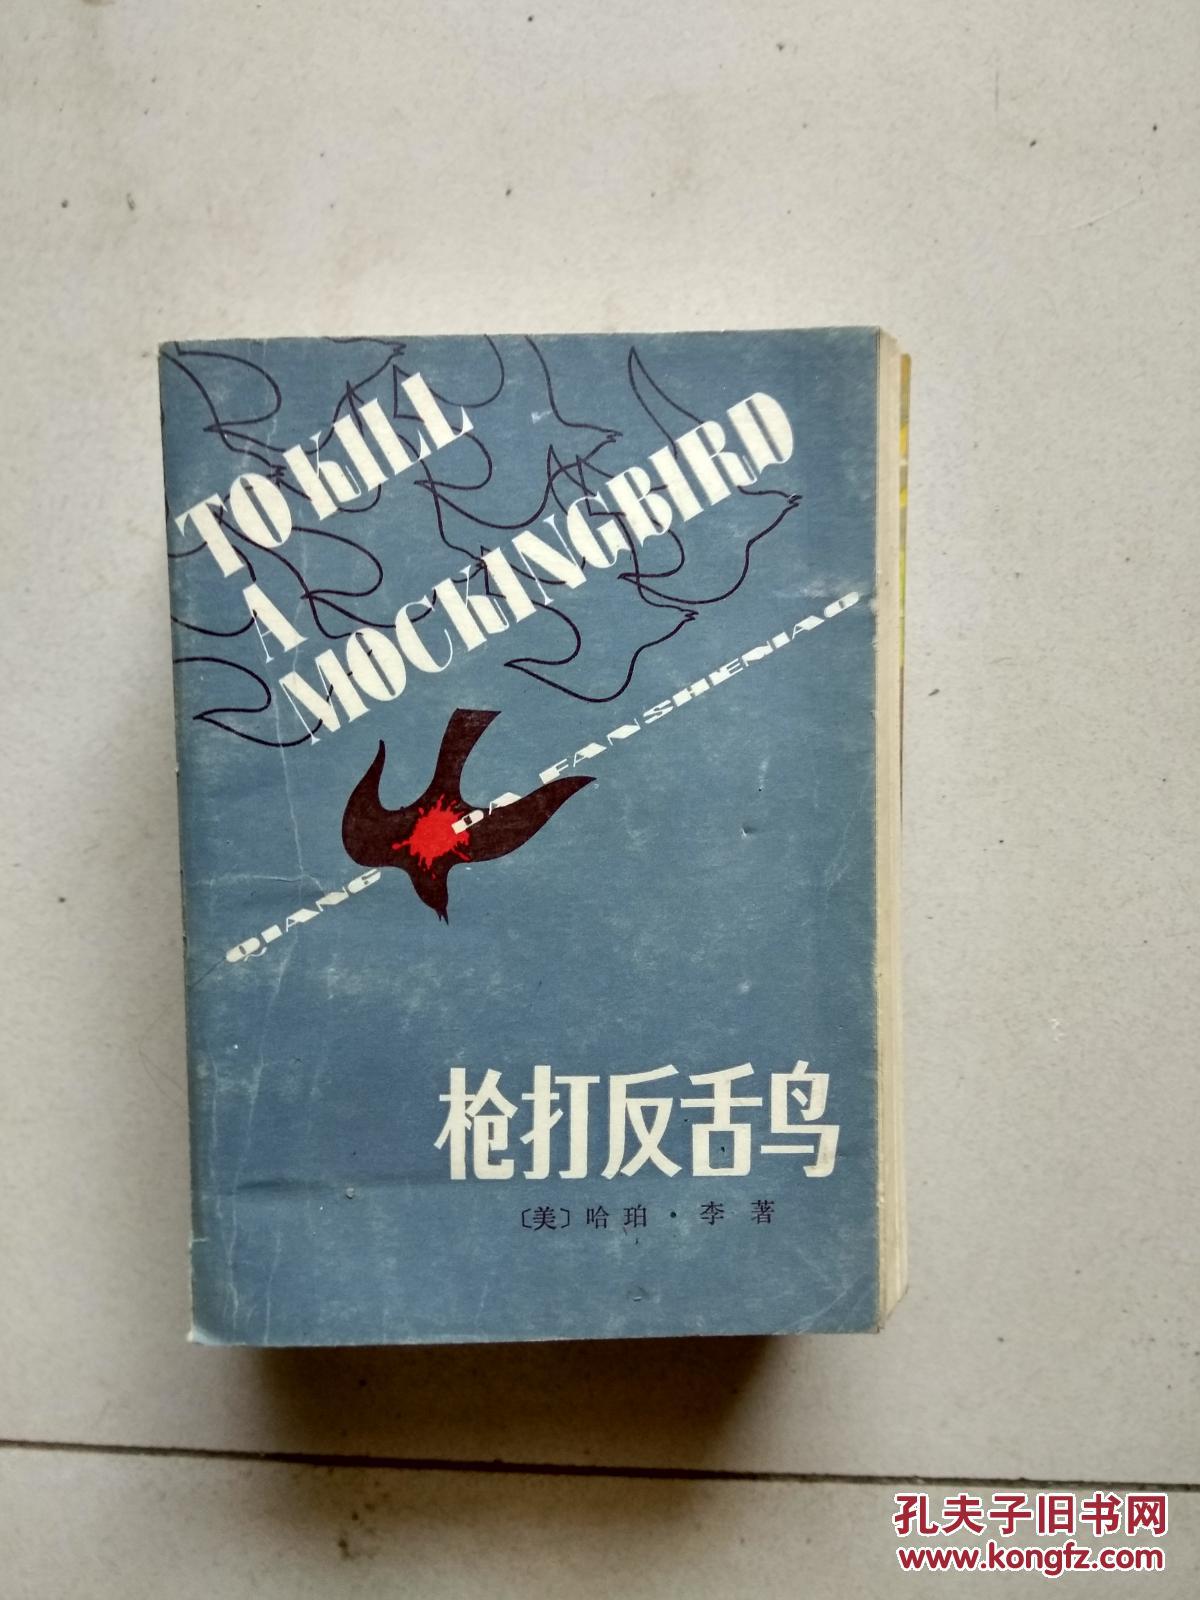 TO KILL
A
MOCKINGBIRD
QIANG DA FANSHENIAO
枪打反舌鸟
〔美〕哈珀·李 著
孔夫子旧书网
www.kongfz.com